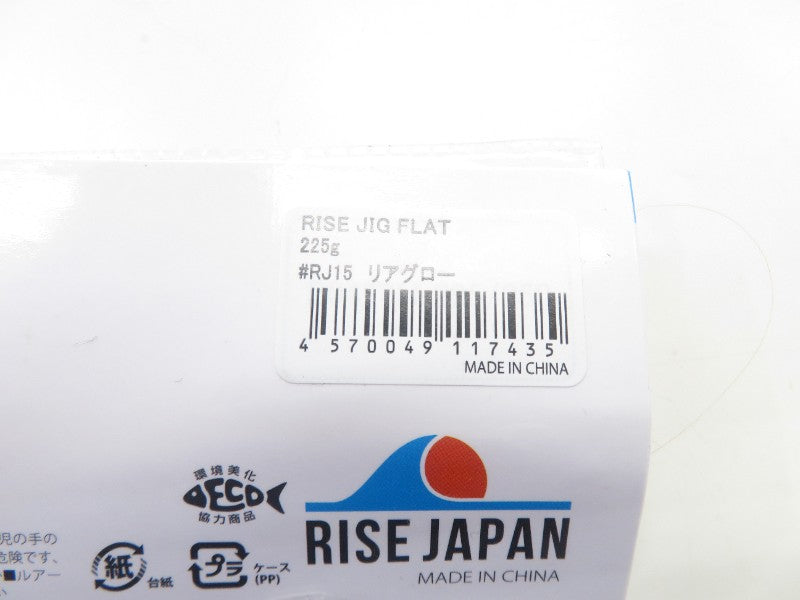 RISE JIG FLAT
225g
#RJ15 リアグロー
4 570049 117435
MADE IN CHINA
環境美化
ECO
協力商品
RISE JAPAN
MADE IN CHINA
児の手の
危険です、
■ルアー
紙
台紙
プラ
ケース
(PP)